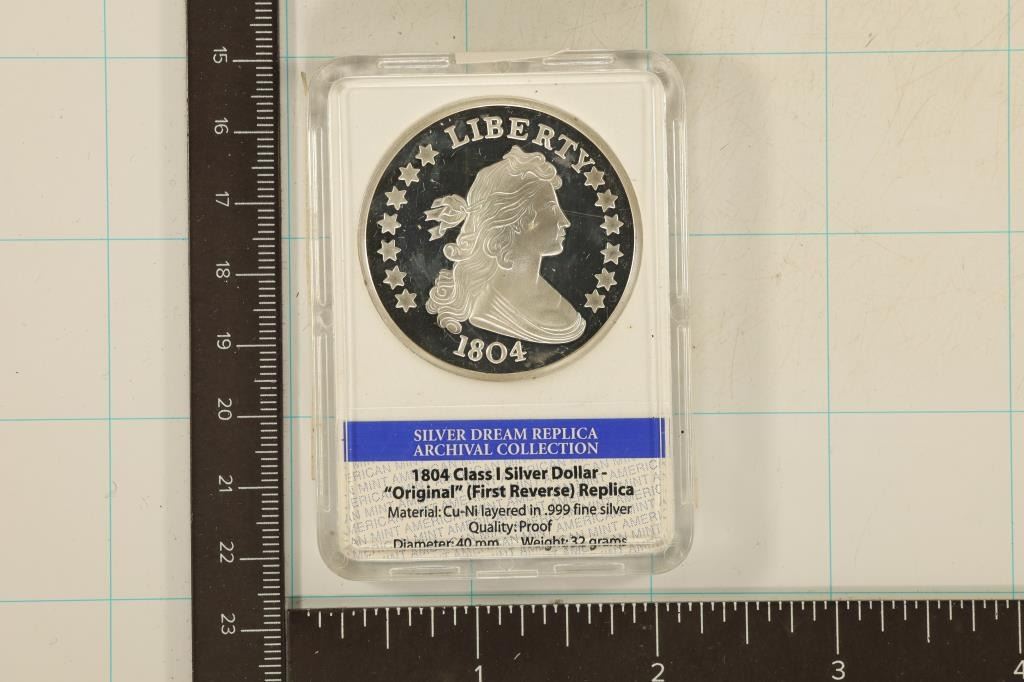 LIBERTY
1804
SILVER DREAM REPLICA
ARCHIVAL COLLECTION
1804 Class I Silver Dollar -
“Original” (First Reverse) Replica
Material: Cu-Ni layered in .999 fine silver
Quality: Proof
Diameter: 40 mm Weight: 32 grams
15
16
17
18
19
20
21
22
23
1 2 3 4